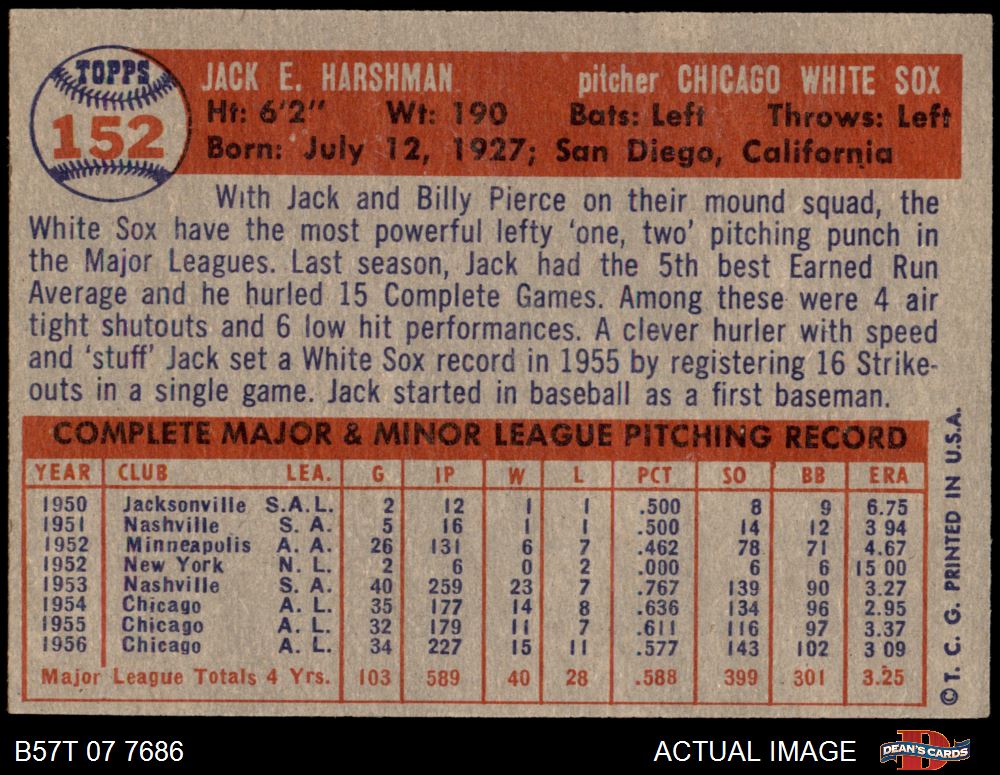 TOPPS
152
JACK E. HARSHMAN pitcher CHICAGO WHITE SOX
Ht: 6'2" Wt: 190 Bats: Left Throws: Left
Born: July 12, 1927; San Diego, California
With Jack and Billy Pierce on their mound squad, the
White Sox have the most powerful lefty 'one, two' pitching punch in
the Major Leagues. Last season, Jack had the 5th best Earned Run
Average and he hurled 15 Complete Games. Among these were 4 air
tight shutouts and 6 low hit performances. A clever hurler with speed
and 'stuff' Jack set a White Sox record in 1955 by registering 16 Strike-
outs in a single game. Jack started in baseball as a first baseman.
COMPLETE MAJOR & MINOR LEAGUE PITCHING RECORD
YEAR CLUB LEA. G IP W L PCT SO BB ERA
1950 Jacksonville S.A.L. 2 12 1 1 .500 8 9 6.75
1951 Nashville S. A. 5 16 1 1 .500 14 12 3 94
1952 Minneapolis A. A. 26 131 6 7 .462 78 71 4.67
1952 New York N. L. 2 6 0 2 .000 6 6 15 00
1953 Nashville S. A. 40 259 23 7 .767 139 90 3.27
1954 Chicago A. L. 35 177 14 8 .636 134 96 2.95
1955 Chicago A. L. 32 179 11 7 .611 116 97 3.37
1956 Chicago A. L. 34 227 15 11 .577 143 102 3 09
Major League Totals 4 Yrs. 103 589 40 28 .588 399 301 3.25
© T. C. G. PRINTED IN U.S.A.
B57T 07 7686 ACTUAL IMAGE DEAN'S CARDS